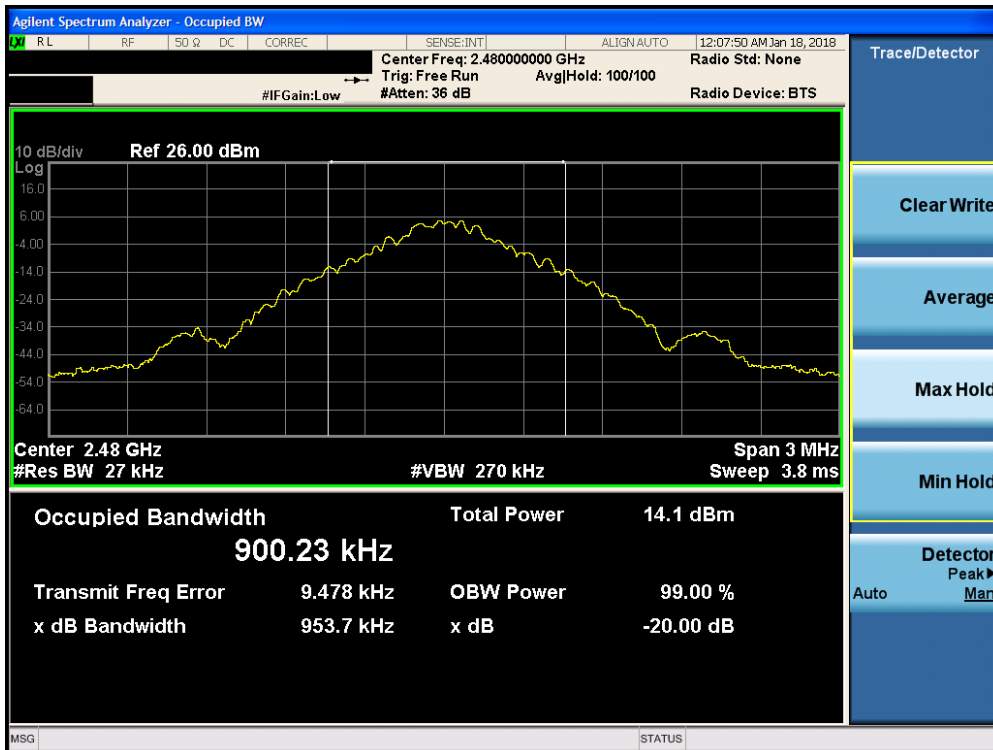 Agilent Spectrum Analyzer - Occupied BW
LXI RL RF 50 Ω DC CORREC SENSE:INT ALIGN AUTO 12:07:50 AM Jan 18, 2018
Center Freq: 2.480000000 GHz Radio Std: None
Trig: Free Run Avg|Hold: 100/100
#IFGain:Low #Atten: 36 dB Radio Device: BTS
Trace/Detector
10 dB/div Ref 26.00 dBm
Log
16.0
6.00
-4.00
-14.0
-24.0
-34.0
-44.0
-54.0
-64.0
Center 2.48 GHz Span 3 MHz
#Res BW 27 kHz #VBW 270 kHz Sweep 3.8 ms
Occupied Bandwidth Total Power 14.1 dBm
900.23 kHz
Transmit Freq Error 9.478 kHz OBW Power 99.00 %
x dB Bandwidth 953.7 kHz x dB -20.00 dB
Clear Write
Average
Max Hold
Min Hold
Detector
Peak▶
Auto Man
MSG STATUS